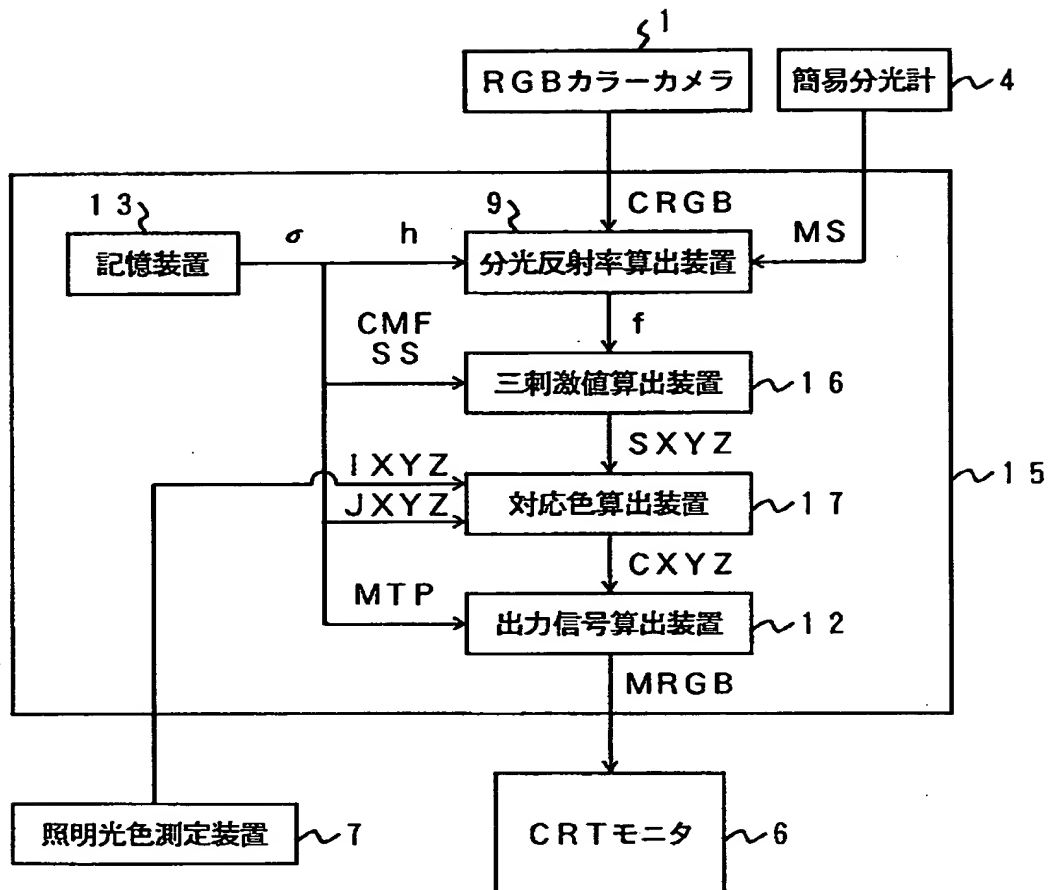 1
RGBカラーカメラ
簡易分光計
4
13
記憶装置
σ
h
9
CRGB
MS
分光反射率算出装置
f
CMF
SS
三刺激値算出装置
16
SXYZ
IXYZ
JXYZ
対応色算出装置
17
15
CXYZ
MTP
出力信号算出装置
12
MRGB
照明光色測定装置
7
CRTモニタ
6